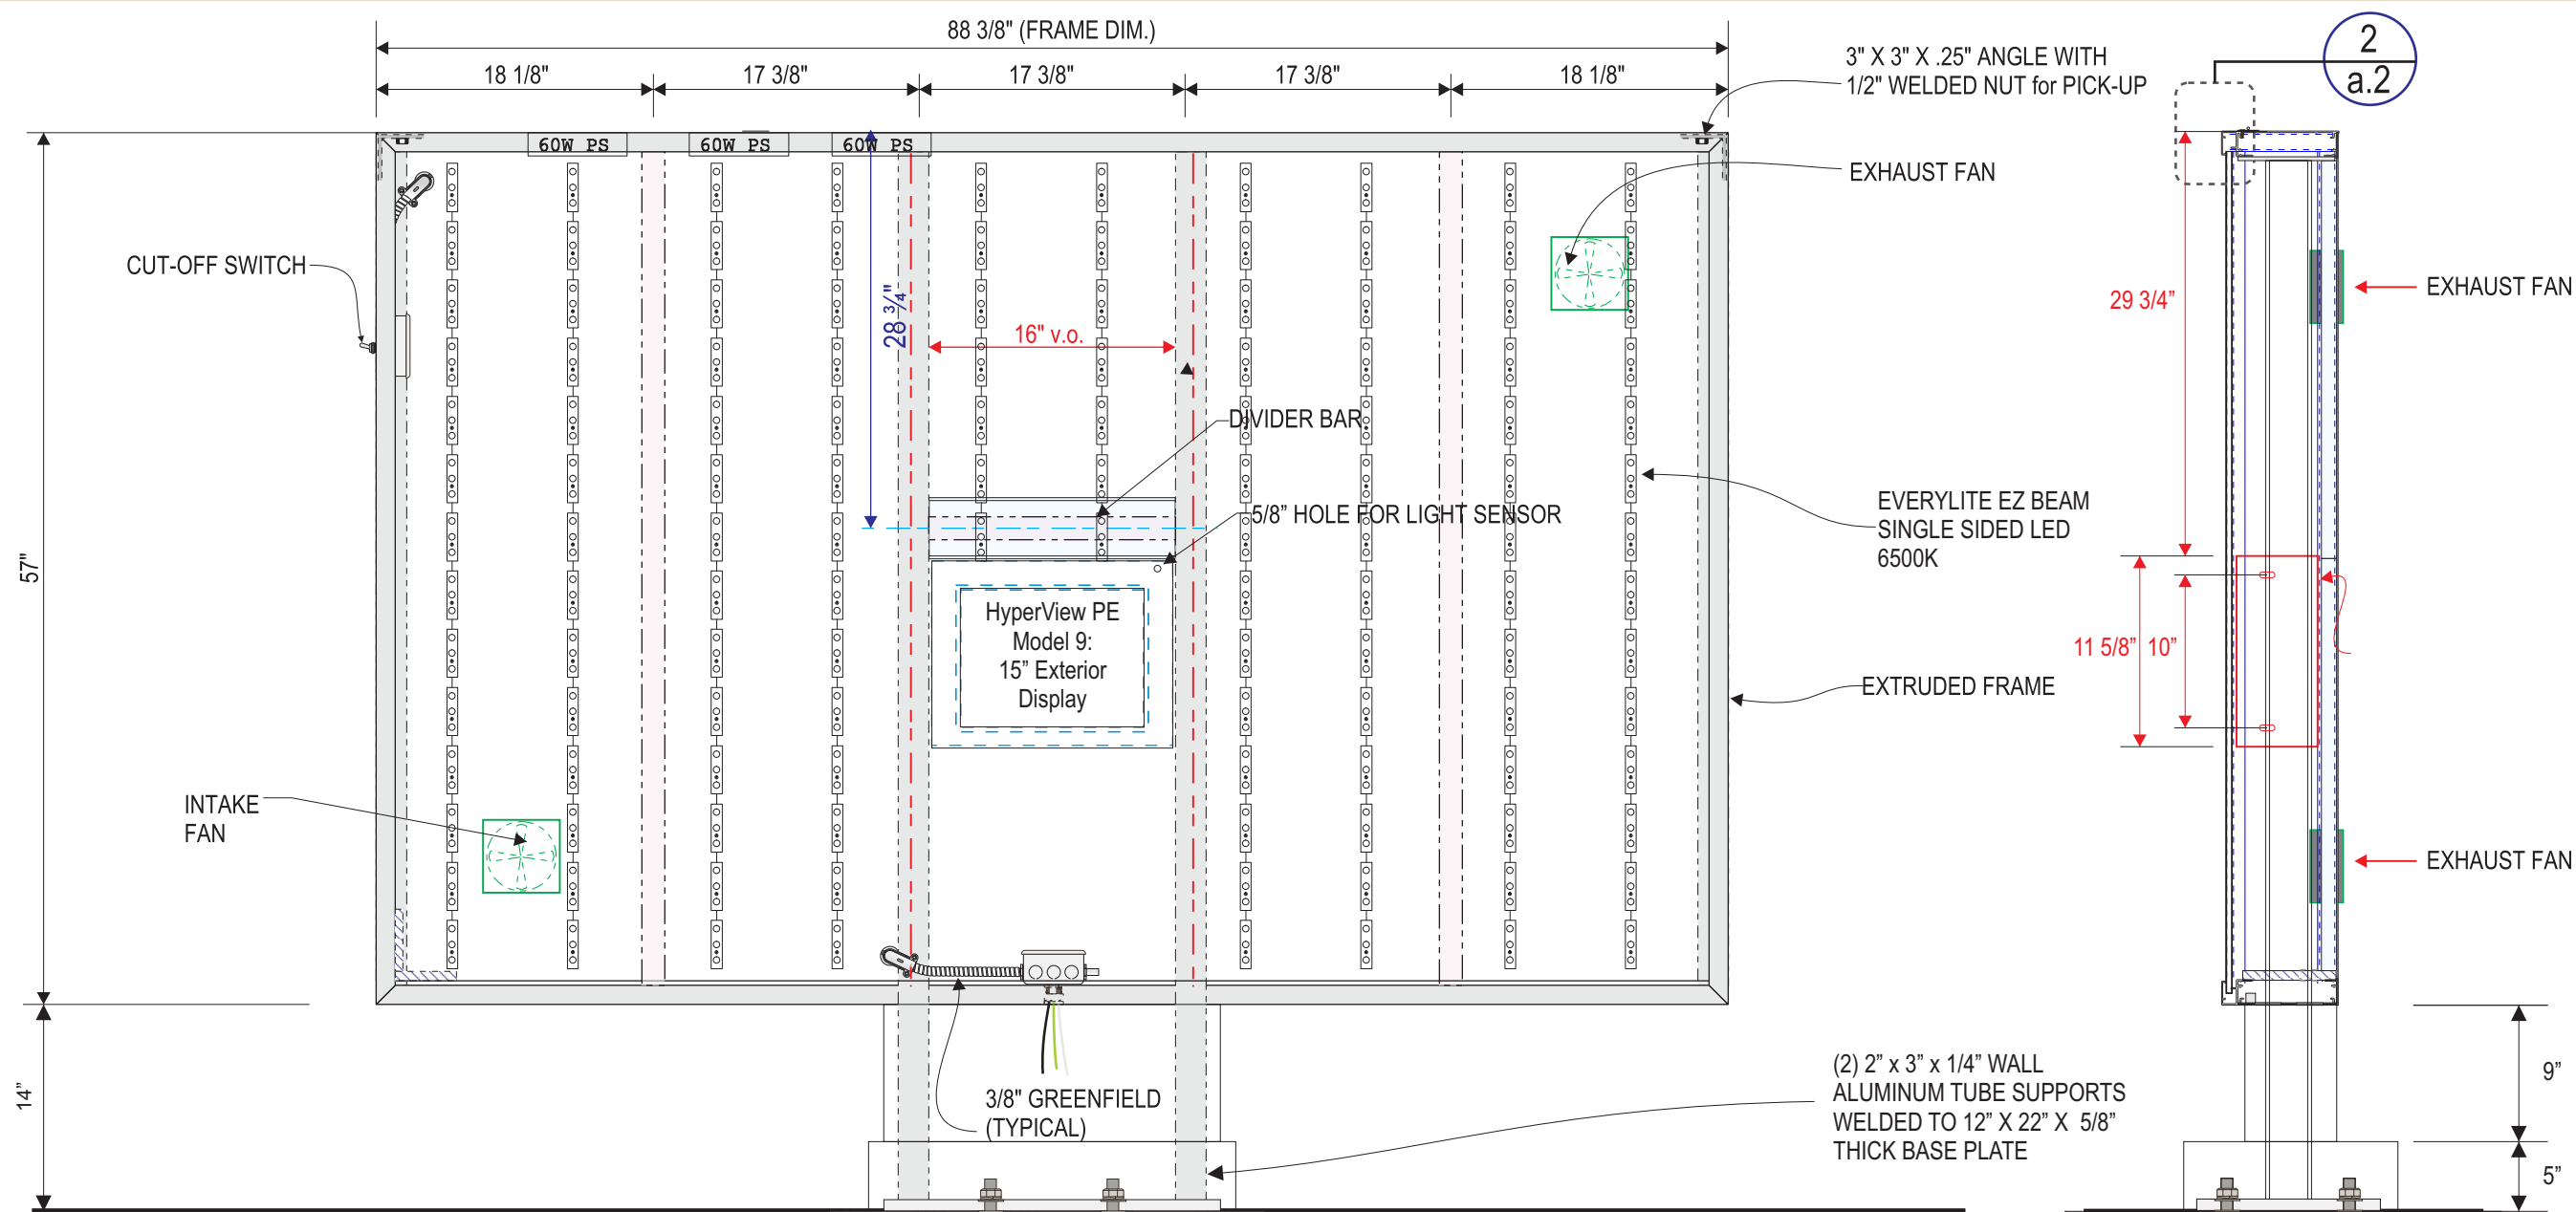 88 3/8" (FRAME DIM.)
18 1/8"
17 3/8"
17 3/8"
17 3/8"
18 1/8"
3" X 3" X .25" ANGLE WITH
1/2" WELDED NUT for PICK-UP
2
a.2
60W PS
60W PS
60W PS
EXHAUST FAN
CUT-OFF SWITCH
28 3/4"
16" v.o.
29 3/4”
EXHAUST FAN
DIVIDER BAR
5/8” HOLE FOR LIGHT SENSOR
EVERYLITE EZ BEAM
SINGLE SIDED LED
6500K
57"
HyperView PE
Model 9:
15” Exterior
Display
11 5/8”
10”
EXTRUDED FRAME
INTAKE
FAN
EXHAUST FAN
14”
3/8" GREENFIELD
(TYPICAL)
(2) 2” x 3” x 1/4” WALL
ALUMINUM TUBE SUPPORTS
WELDED TO 12” X 22” X 5/8”
THICK BASE PLATE
9”
5”